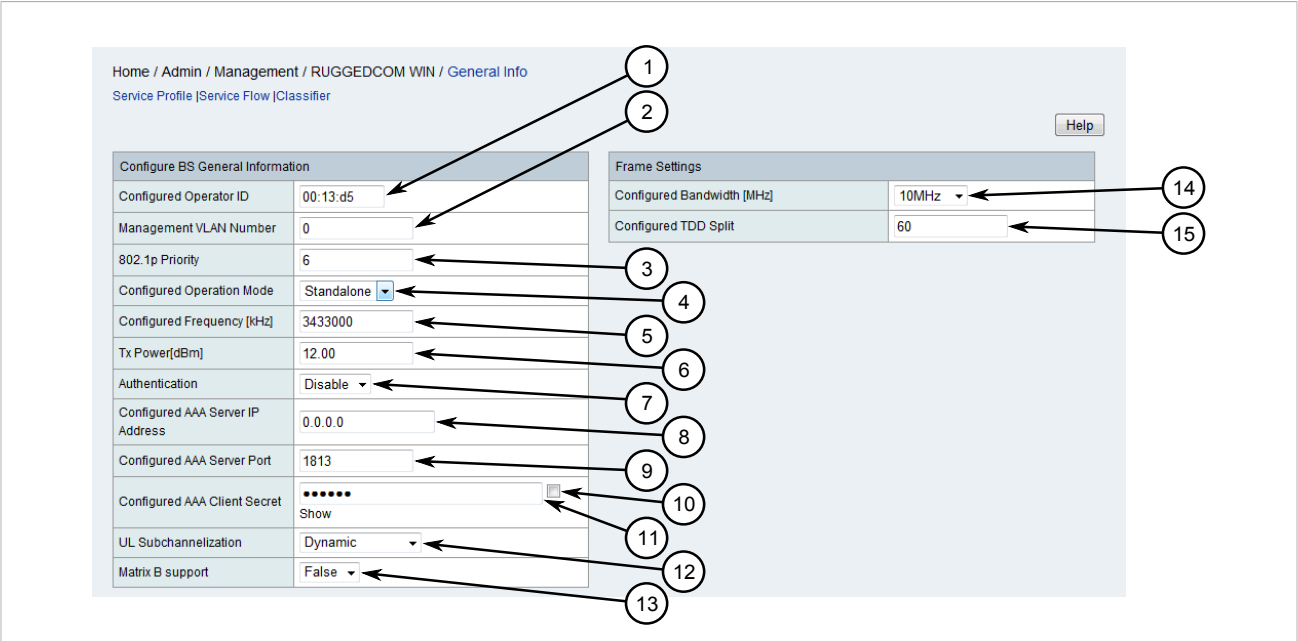 Home / Admin / Management / RUGGEDCOM WIN / General Info
Service Profile |Service Flow |Classifier
1
2
Help
Configure BS General Information
Configured Operator ID 00:13:d5
Management VLAN Number 0
802.1p Priority 6
3
Configured Operation Mode Standalone
4
Configured Frequency [kHz] 3433000
5
Tx Power[dBm] 12.00
6
Authentication Disable
7
Configured AAA Server IP
Address
0.0.0.0
8
Configured AAA Server Port 1813
9
Configured AAA Client Secret ••••••
Show
10
11
UL Subchannelization Dynamic
12
Matrix B support False
13
Frame Settings
Configured Bandwidth [MHz] 10MHz
14
Configured TDD Split 60
15